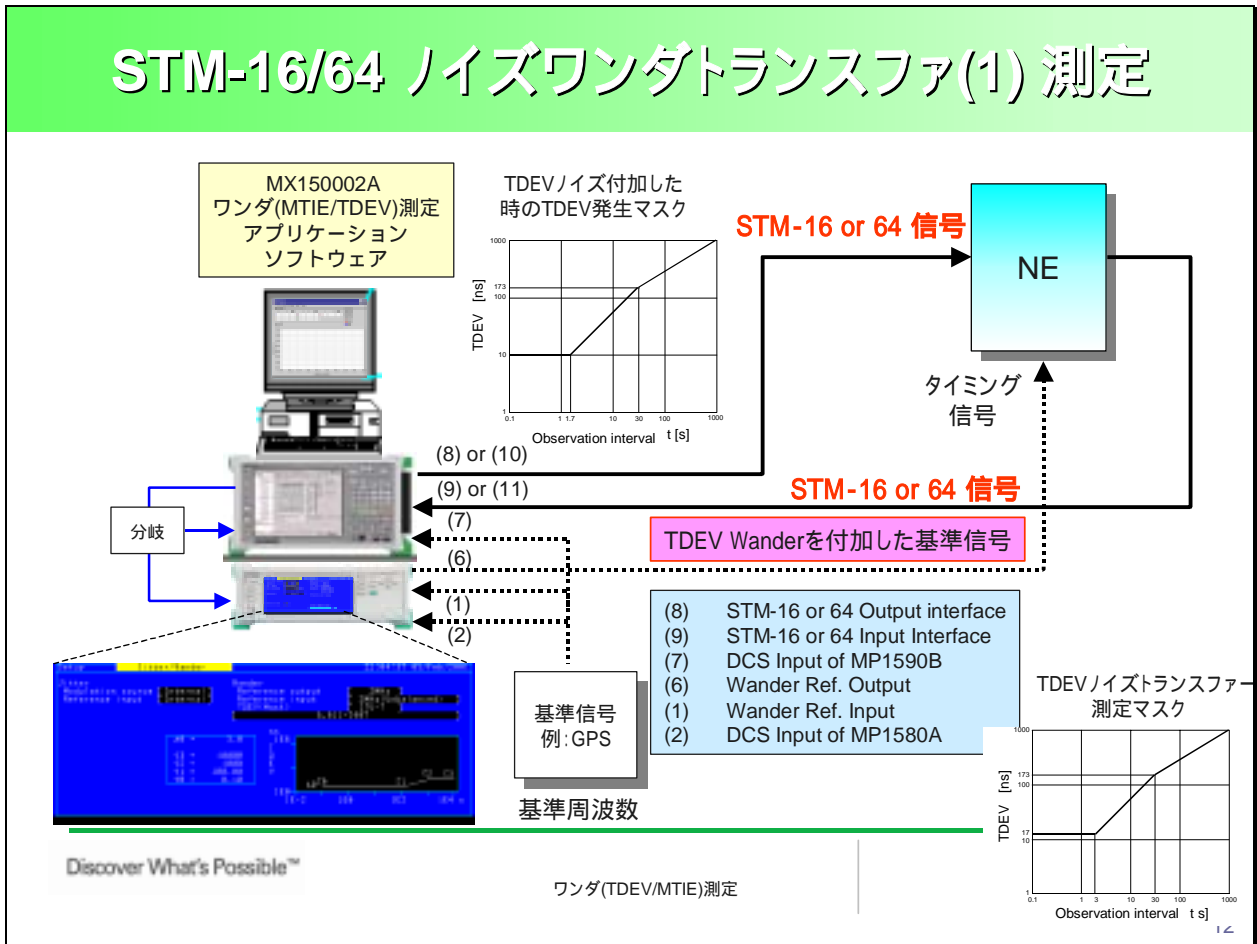 STM-16/64 ノイズワンダトランスファ(1) 測定
MX150002A
ワンダ(MTIE/TDEV)測定
アプリケーション
ソフトウェア
TDEVノイズ付加した
時のTDEV発生マスク
TDEV [ns]
1000
173
100
10
1
0.1 1 1.7 10 30 100 1000
Observation interval t [s]
STM-16 or 64 信号
NE
タイミング
信号
(8) or (10)
(9) or (11)
STM-16 or 64 信号
(7)
(6)
(1)
(2)
分岐
TDEV Wanderを付加した基準信号
(8) STM-16 or 64 Output interface
(9) STM-16 or 64 Input Interface
(7) DCS Input of MP1590B
(6) Wander Ref. Output
(1) Wander Ref. Input
(2) DCS Input of MP1580A
基準信号
例:GPS
基準周波数
TDEVノイズトランスファー
測定マスク
TDEV [ns]
1000
173
100
17
10
1
0.1 1 3 10 30 100 1000
Observation interval t s]
Discover What's Possible™
ワンダ(TDEV/MTIE)測定
12